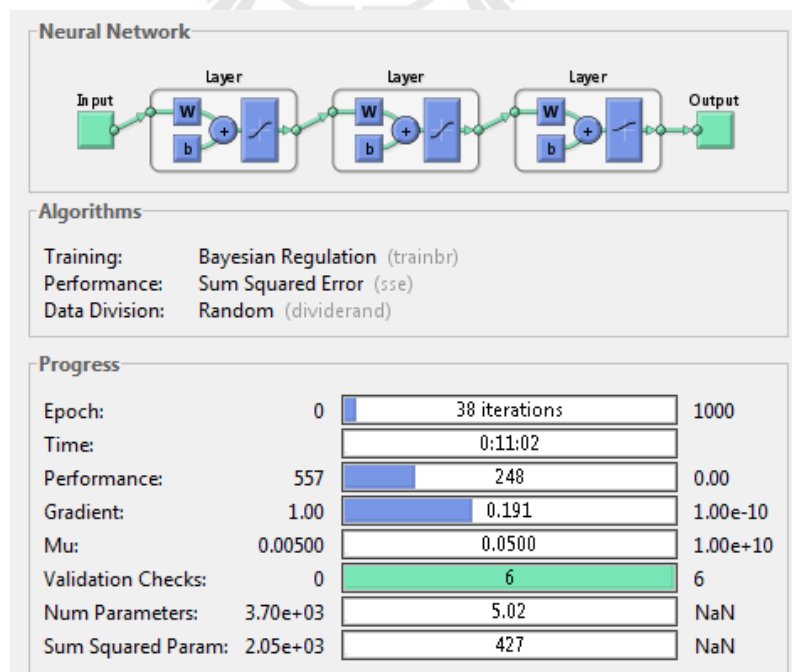 Neural Network
Layer Layer Layer
Input Output
W W W
+ + +
b b b
Algorithms
Training: Bayesian Regulation (trainbr)
Performance: Sum Squared Error (sse)
Data Division: Random (dividerand)
Progress
Epoch: 0 38 iterations 1000
Time: 0:11:02
Performance: 557 248 0.00
Gradient: 1.00 0.191 1.00e-10
Mu: 0.00500 0.0500 1.00e+10
Validation Checks: 0 6 6
Num Parameters: 3.70e+03 5.02 NaN
Sum Squared Param: 2.05e+03 427 NaN